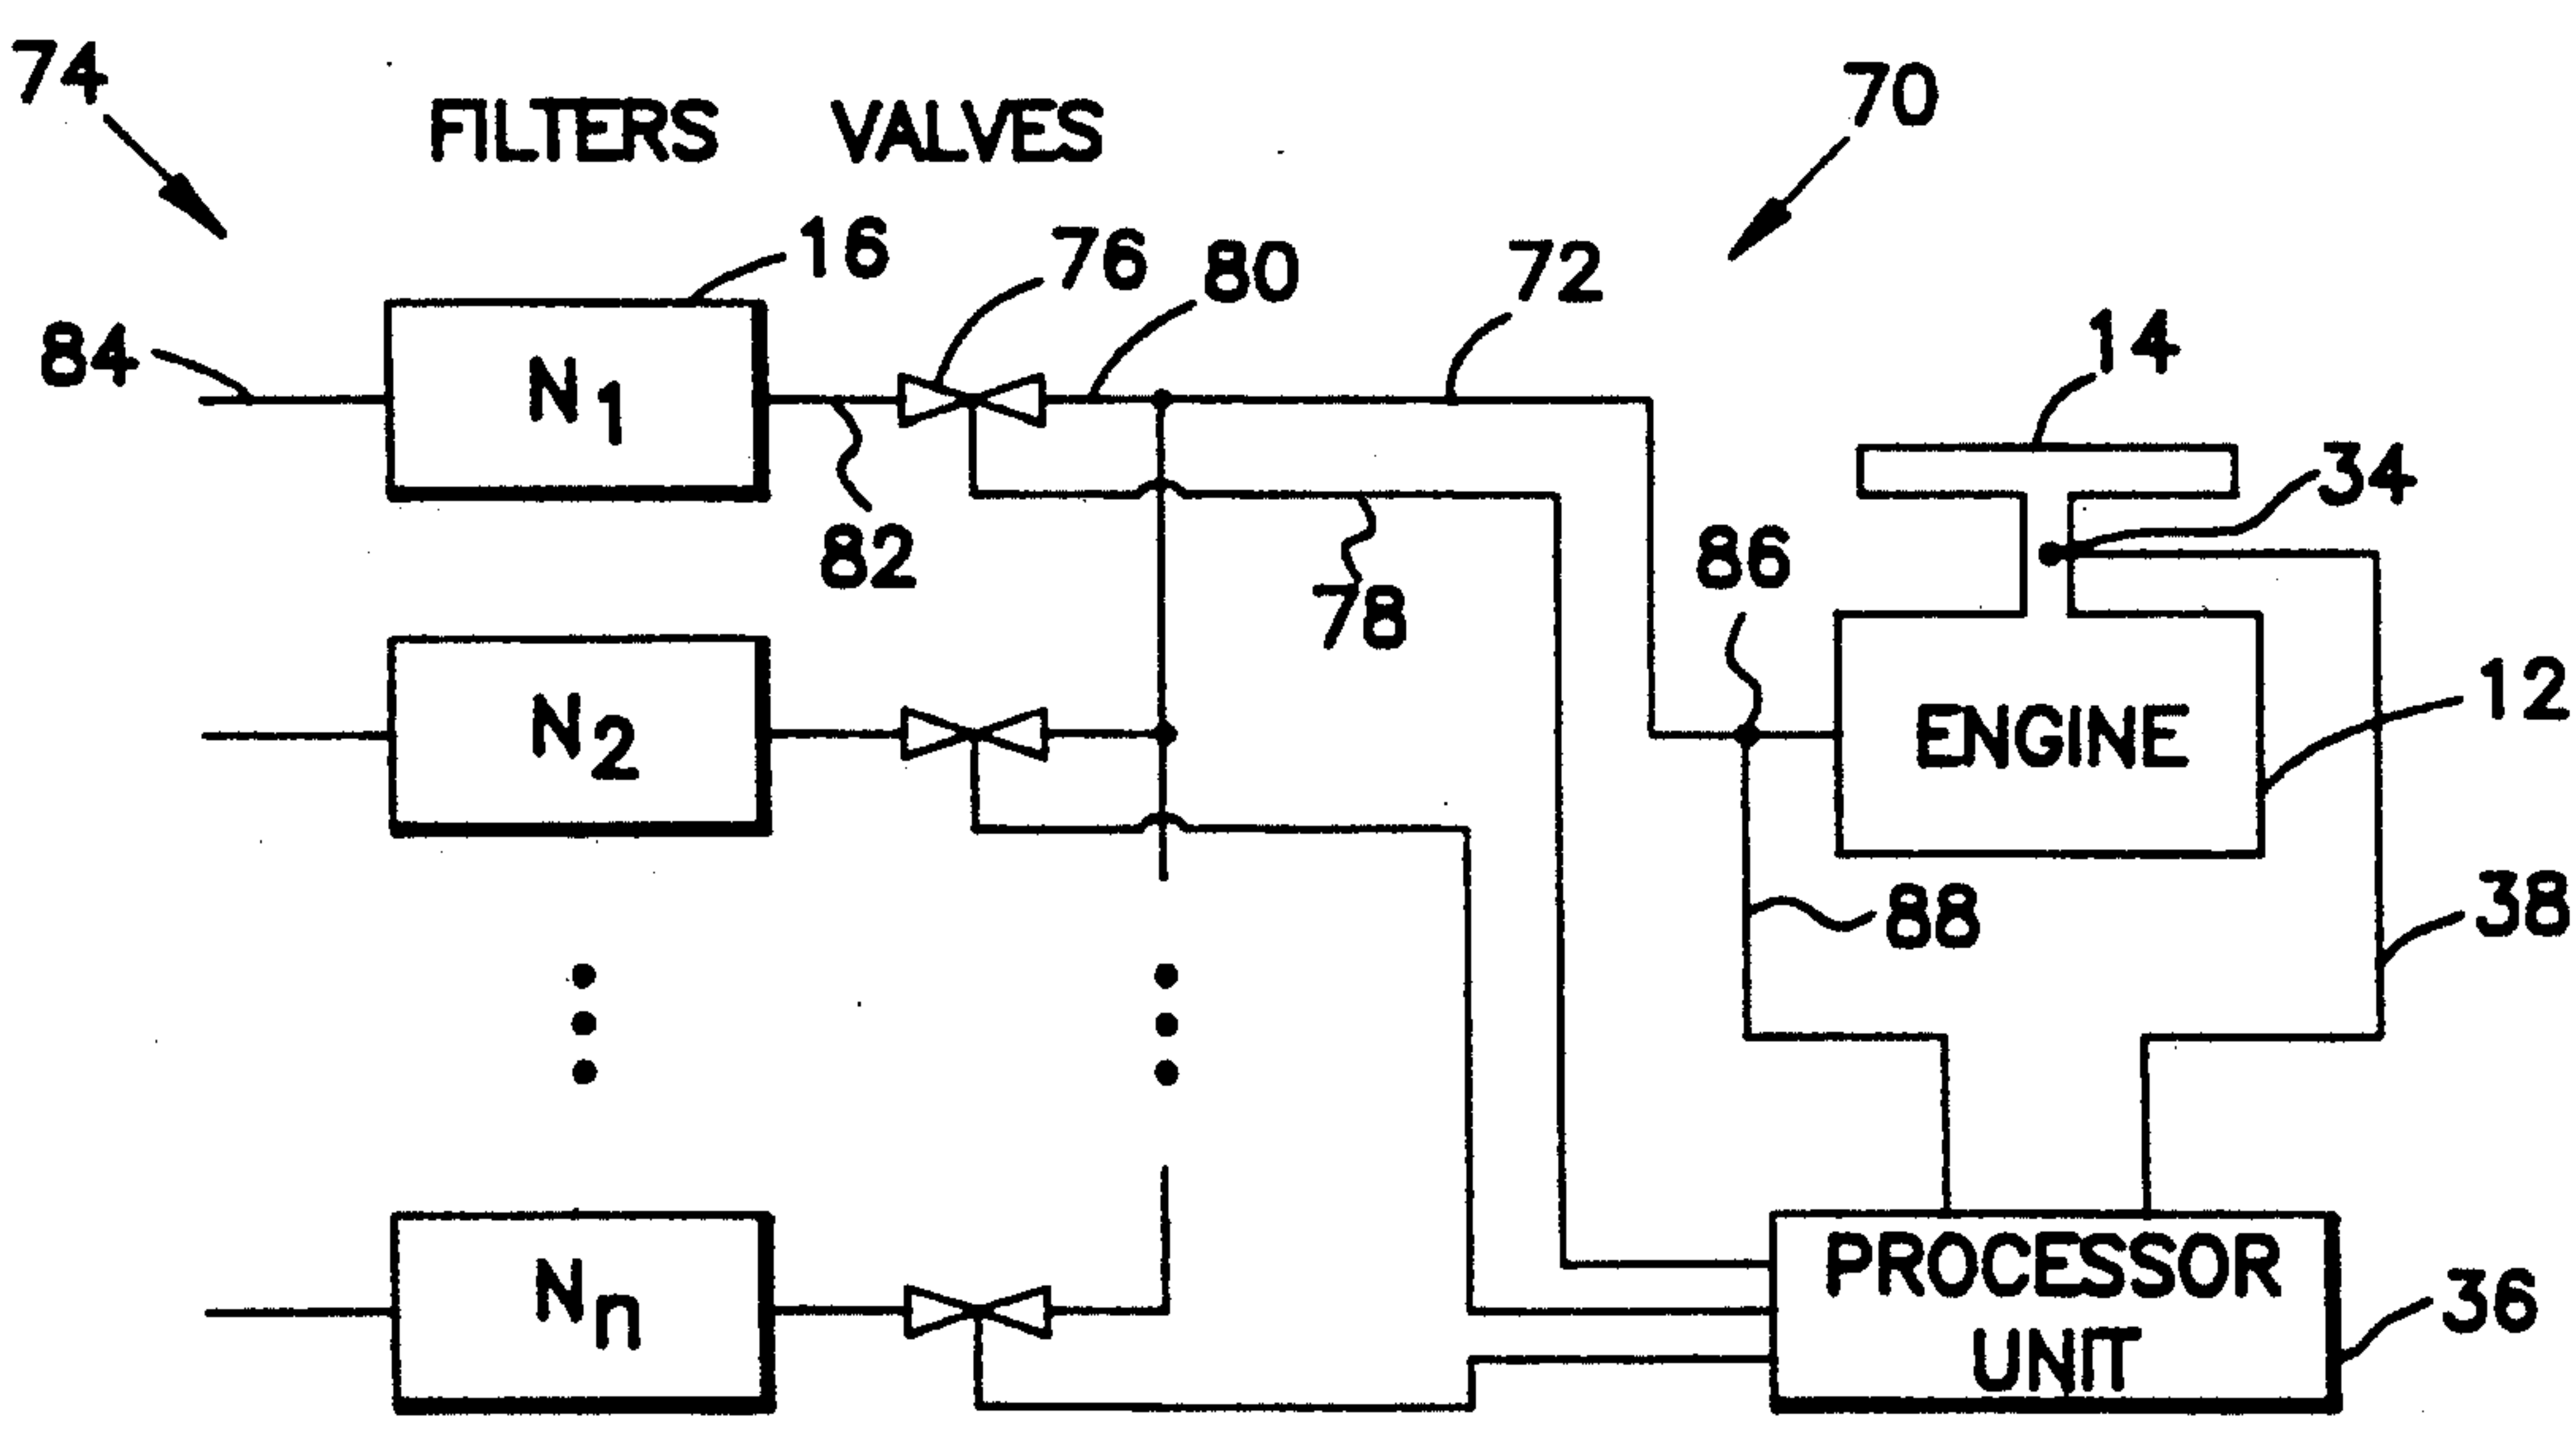 74
FILTERS VALVES
70
16
76
80
72
84
14
N1
34
82
86
78
12
N2
ENGINE
88
38
Nn
PROCESSOR
UNIT
36